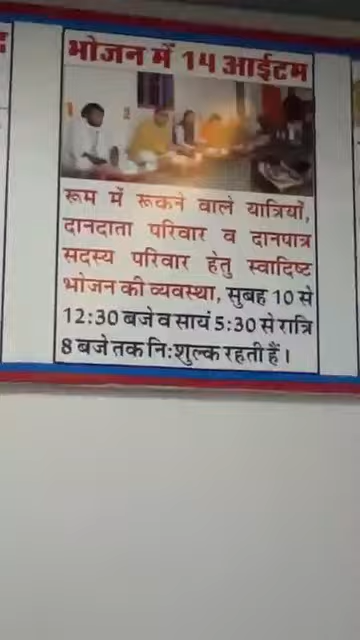 भोजन में 14 आईटम
रूम में रूकने वाले यात्रियों,
दानदाता परिवार व दानपात्र
सदस्य परिवार हेतु स्वादिष्ट
भोजन की व्यवस्था, सुबह 10 से
12:30 बजे व सायं 5:30 से रात्रि
8 बजे तक नि:शुल्क रहती हैं।